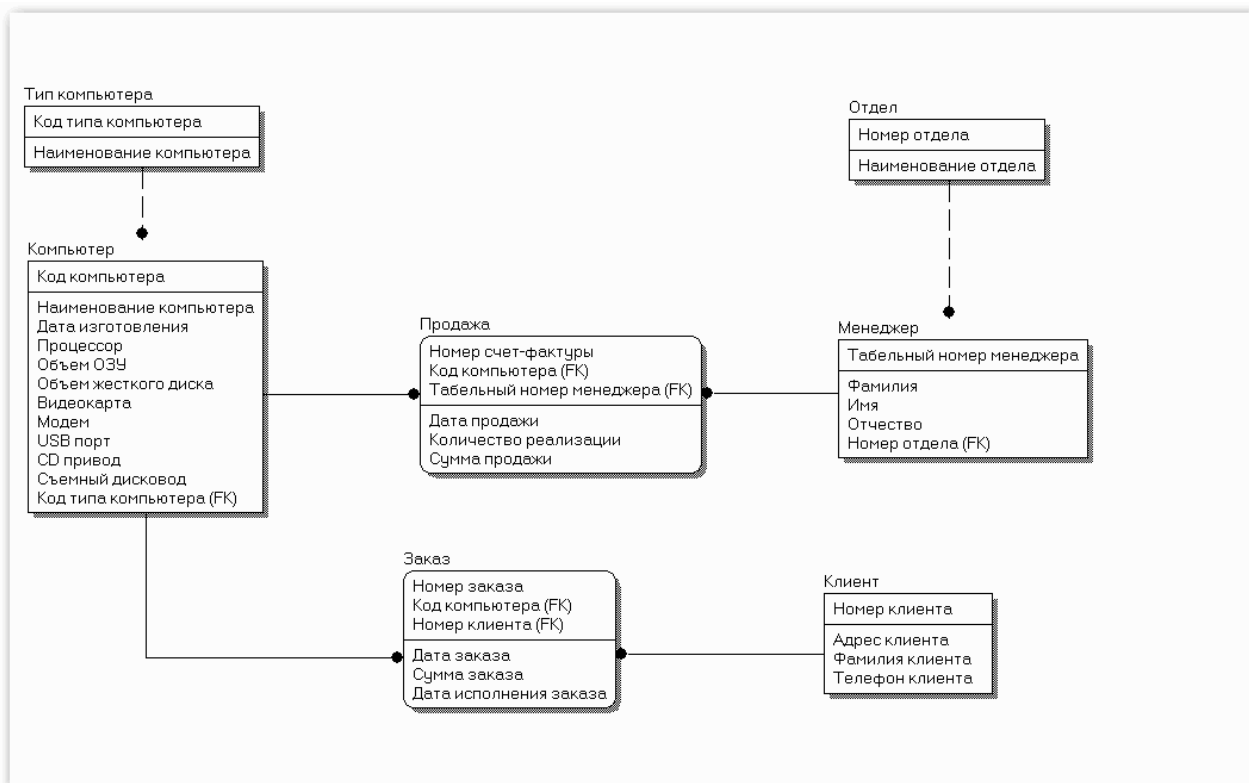 Тип компьютера
Код типа компьютера
Наименование компьютера
Отдел
Номер отдела
Наименование отдела
Компьютер
Код компьютера
Наименование компьютера
Дата изготовления
Процессор
Объем ОЗУ
Объем жесткого диска
Видеокарта
Модем
USB порт
CD привод
Съемный дисковод
Код типа компьютера (FK)
Продажа
Номер счет-фактуры
Код компьютера (FK)
Табельный номер менеджера (FK)
Дата продажи
Количество реализации
Сумма продажи
Менеджер
Табельный номер менеджера
Фамилия
Имя
Отчество
Номер отдела (FK)
Заказ
Номер заказа
Код компьютера (FK)
Номер клиента (FK)
Дата заказа
Сумма заказа
Дата исполнения заказа
Клиент
Номер клиента
Адрес клиента
Фамилия клиента
Телефон клиента